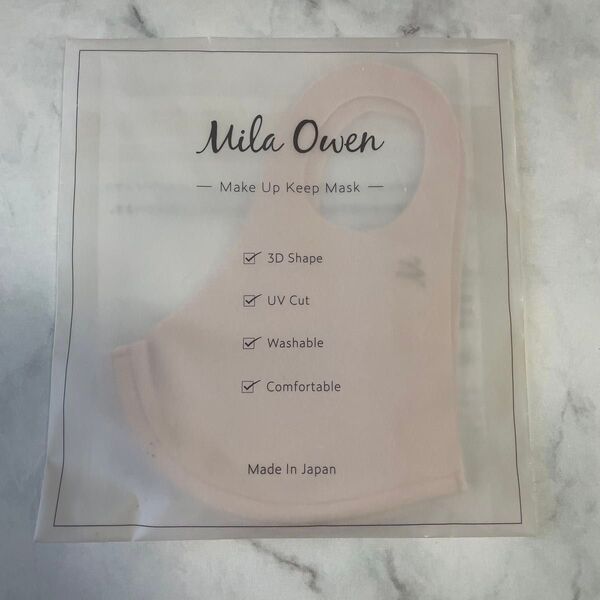 Mila Owen
— Make Up Keep Mask —
☑ 3D Shape
☑ UV Cut
☑ Washable
☑ Comfortable
Made In Japan